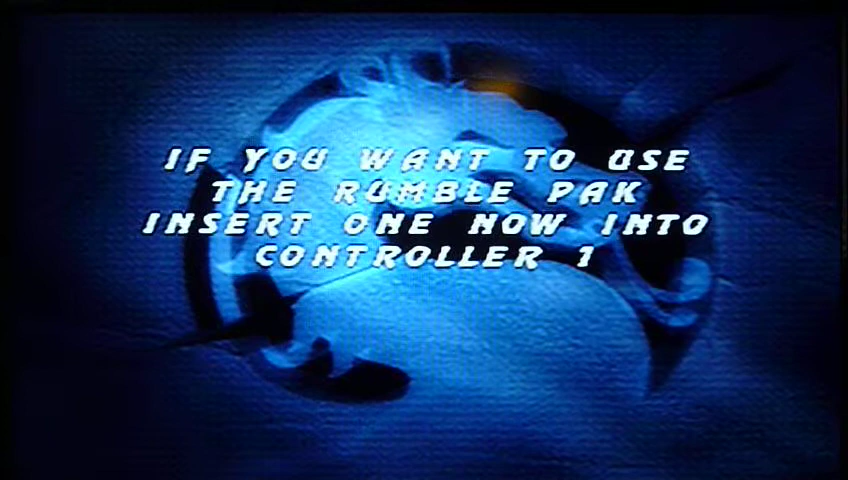 IF YOU WANT TO USE
THE RUMBLE PAK
INSERT ONE NOW INTO
CONTROLLER 1